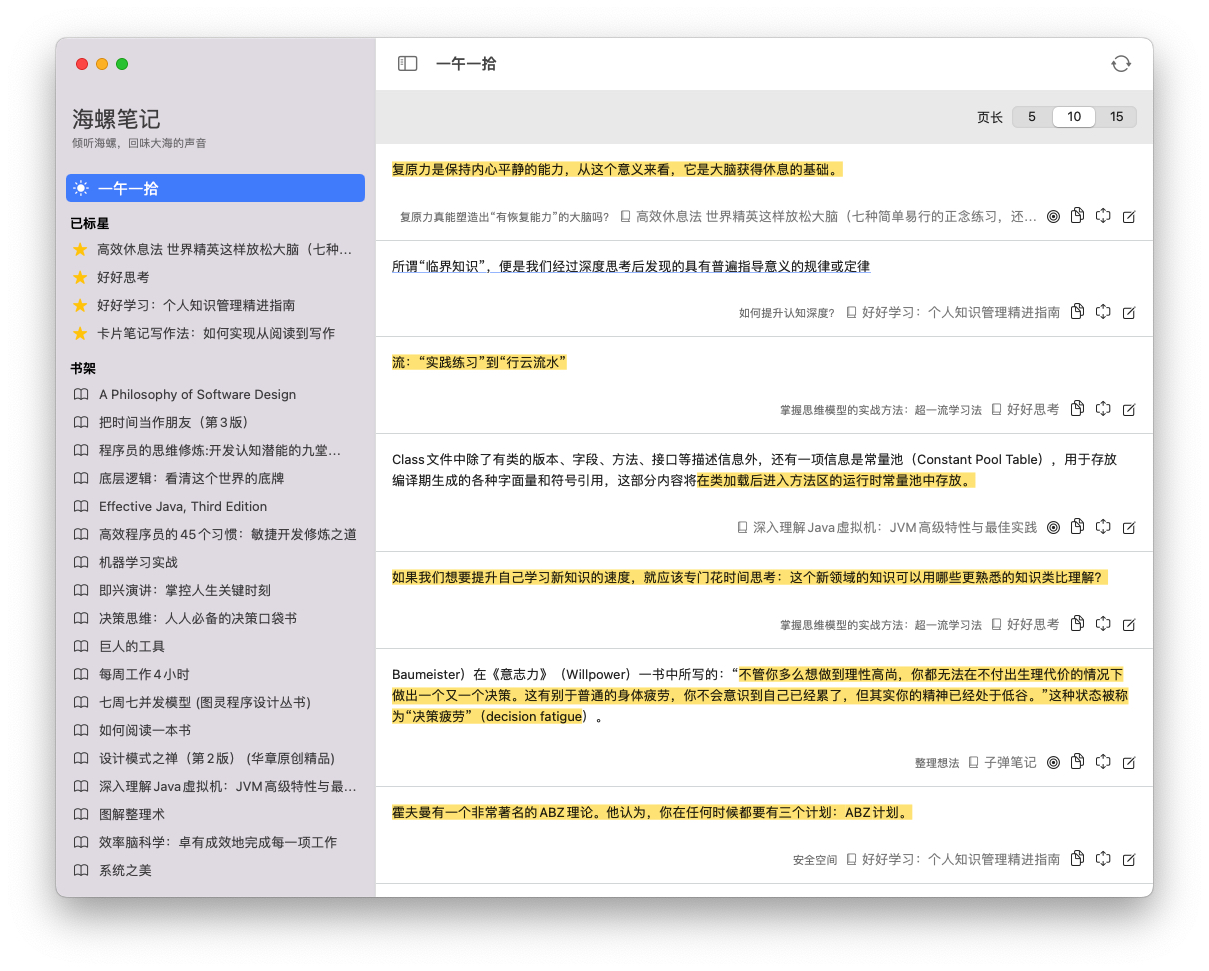 海螺笔记
倾听海螺，回味大海的声音
一午一拾
已标星
高效休息法 世界精英这样放松大脑（七种…
好好思考
好好学习：个人知识管理精进指南
卡片笔记写作法：如何实现从阅读到写作
书架
A Philosophy of Software Design
把时间当作朋友（第3版）
程序员的思维修炼:开发认知潜能的九堂…
底层逻辑：看清这个世界的底牌
Effective Java, Third Edition
高效程序员的45个习惯：敏捷开发修炼之道
机器学习实战
即兴演讲：掌控人生关键时刻
决策思维：人人必备的决策口袋书
巨人的工具
每周工作4小时
七周七并发模型 (图灵程序设计丛书)
如何阅读一本书
设计模式之禅（第2版） (华章原创精品)
深入理解Java虚拟机：JVM高级特性与最…
图解整理术
效率脑科学：卓有成效地完成每一项工作
系统之美
一午一拾
页长 5 10 15
复原力是保持内心平静的能力，从这个意义来看，它是大脑获得休息的基础。
复原力真能塑造出“有恢复能力”的大脑吗？ 高效休息法 世界精英这样放松大脑（七种简单易行的正念练习，还…
所谓“临界知识”，便是我们经过深度思考后发现的具有普遍指导意义的规律或定律
如何提升认知深度？ 好好学习：个人知识管理精进指南
流：“实践练习”到“行云流水”
掌握思维模型的实战方法：超一流学习法 好好思考
Class文件中除了有类的版本、字段、方法、接口等描述信息外，还有一项信息是常量池（Constant Pool Table），用于存放
编译期生成的各种字面量和符号引用，这部分内容将在类加载后进入方法区的运行时常量池中存放。
深入理解Java虚拟机：JVM高级特性与最佳实践
如果我们想要提升自己学习新知识的速度，就应该专门花时间思考：这个新领域的知识可以用哪些更熟悉的知识类比理解？
掌握思维模型的实战方法：超一流学习法 好好思考
Baumeister）在《意志力》（Willpower）一书中所写的：“不管你多么想做到理性高尚，你都无法在不付出生理代价的情况下
做出一个又一个决策。这有别于普通的身体疲劳，你不会意识到自己已经累了，但其实你的精神已经处于低谷。”这种状态被称
为“决策疲劳”（decision fatigue）。
整理想法 子弹笔记
霍夫曼有一个非常著名的ABZ理论。他认为，你在任何时候都要有三个计划：ABZ计划。
安全空间 好好学习：个人知识管理精进指南